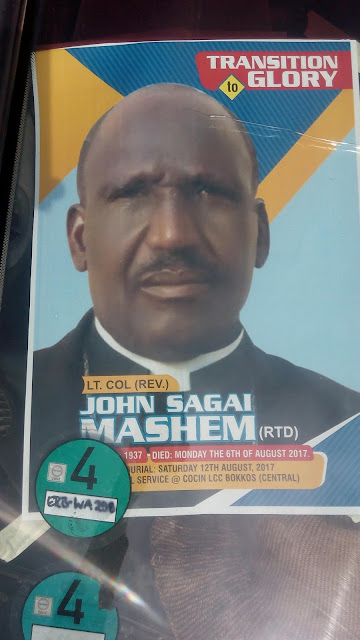 TRANSITION
to
GLORY
LT. COL (REV.)
JOHN SAGAI
MASHEM (RTD)
1937 DIED: MONDAY THE 6TH OF AUGUST 2017.
BURIAL: SATURDAY 12TH AUGUST, 2017
SERVICE @ COCIN LCC BOKKOS (CENTRAL)
4
4